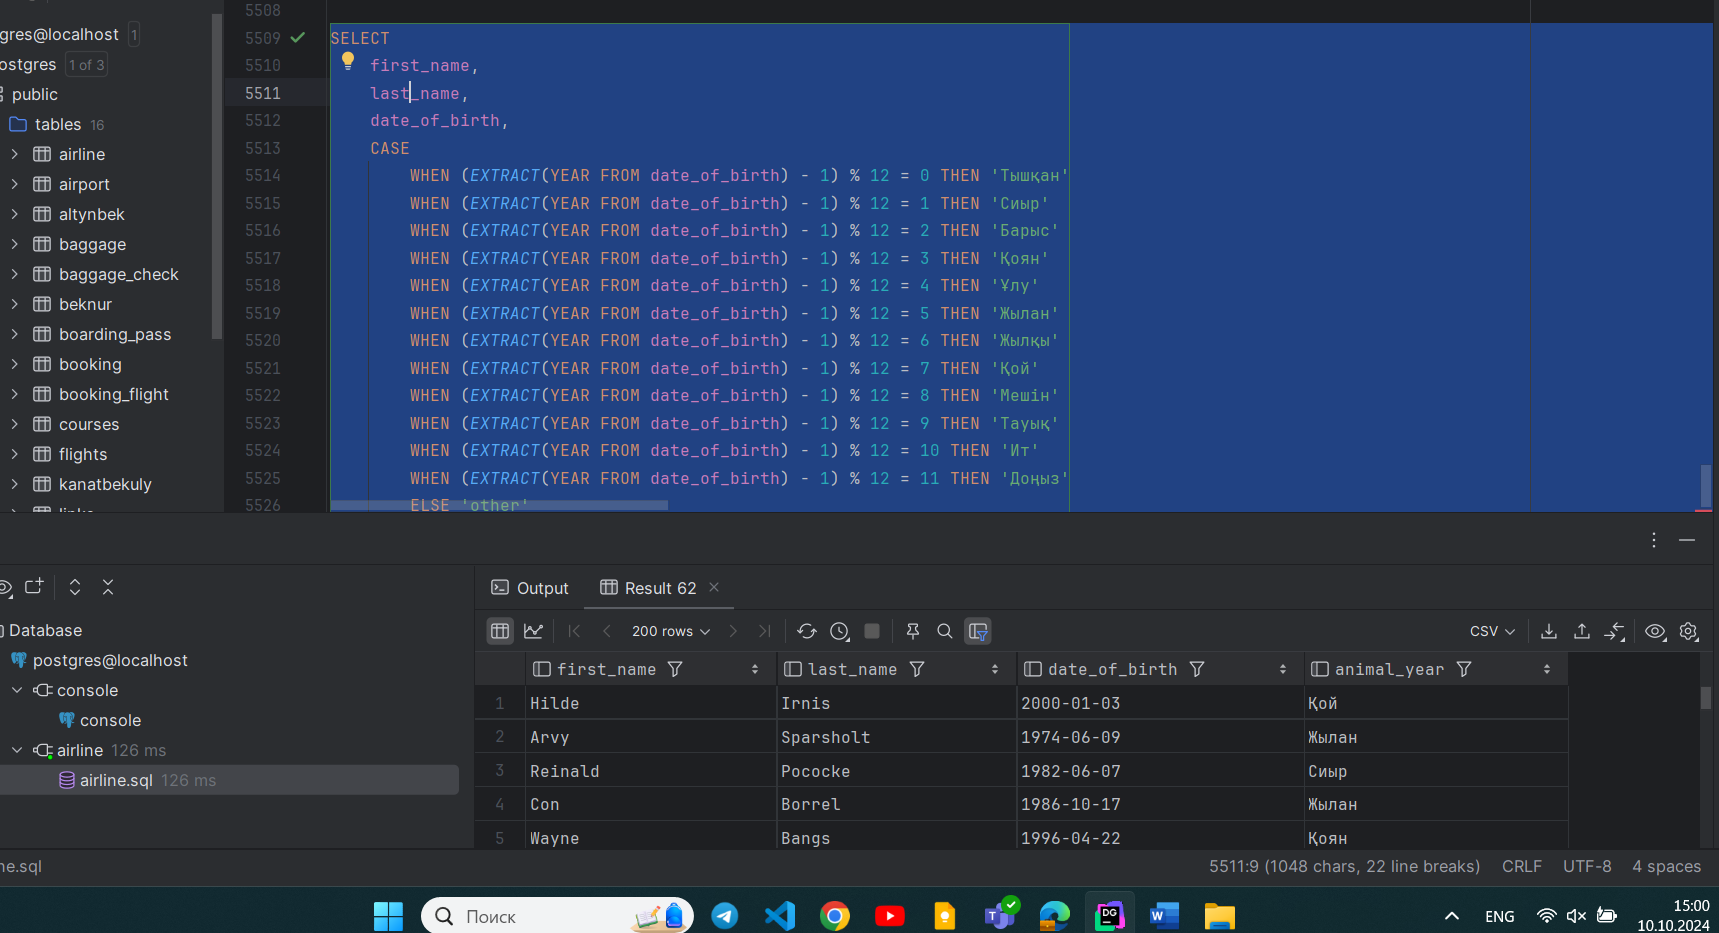 gres@localhost 1
ostgres 1 of 3
public
tables 16
airline
airport
altynbek
baggage
baggage_check
beknur
boarding_pass
booking
booking_flight
courses
flights
kanatbekuly
5508
5509 SELECT
5510 first_name,
5511 last_name,
5512 date_of_birth,
5513 CASE
5514 WHEN (EXTRACT(YEAR FROM date_of_birth) - 1) % 12 = 0 THEN 'Тышқан'
5515 WHEN (EXTRACT(YEAR FROM date_of_birth) - 1) % 12 = 1 THEN 'Сиыр'
5516 WHEN (EXTRACT(YEAR FROM date_of_birth) - 1) % 12 = 2 THEN 'Барыс'
5517 WHEN (EXTRACT(YEAR FROM date_of_birth) - 1) % 12 = 3 THEN 'Қоян'
5518 WHEN (EXTRACT(YEAR FROM date_of_birth) - 1) % 12 = 4 THEN 'Ұлу'
5519 WHEN (EXTRACT(YEAR FROM date_of_birth) - 1) % 12 = 5 THEN 'Жылан'
5520 WHEN (EXTRACT(YEAR FROM date_of_birth) - 1) % 12 = 6 THEN 'Жылқы'
5521 WHEN (EXTRACT(YEAR FROM date_of_birth) - 1) % 12 = 7 THEN 'Қой'
5522 WHEN (EXTRACT(YEAR FROM date_of_birth) - 1) % 12 = 8 THEN 'Мешін'
5523 WHEN (EXTRACT(YEAR FROM date_of_birth) - 1) % 12 = 9 THEN 'Тауық'
5524 WHEN (EXTRACT(YEAR FROM date_of_birth) - 1) % 12 = 10 THEN 'Ит'
5525 WHEN (EXTRACT(YEAR FROM date_of_birth) - 1) % 12 = 11 THEN 'Доңыз'
5526 ELSE 'other'
Database
postgres@localhost
console
console
airline 126 ms
airline.sql 126 ms
Output Result 62
200 rows CSV
first_name last_name date_of_birth animal_year
1 Hilde Irnis 2000-01-03 Қой
2 Arvy Sparsholt 1974-06-09 Жылан
3 Reinald Pococke 1982-06-07 Сиыр
4 Con Borrel 1986-10-17 Жылан
5 Wayne Bangs 1996-04-22 Қоян
ne.sql 5511:9 (1048 chars, 22 line breaks) CRLF UTF-8 4 spaces
Поиск
DG
ENG
15:00
10.10.2024